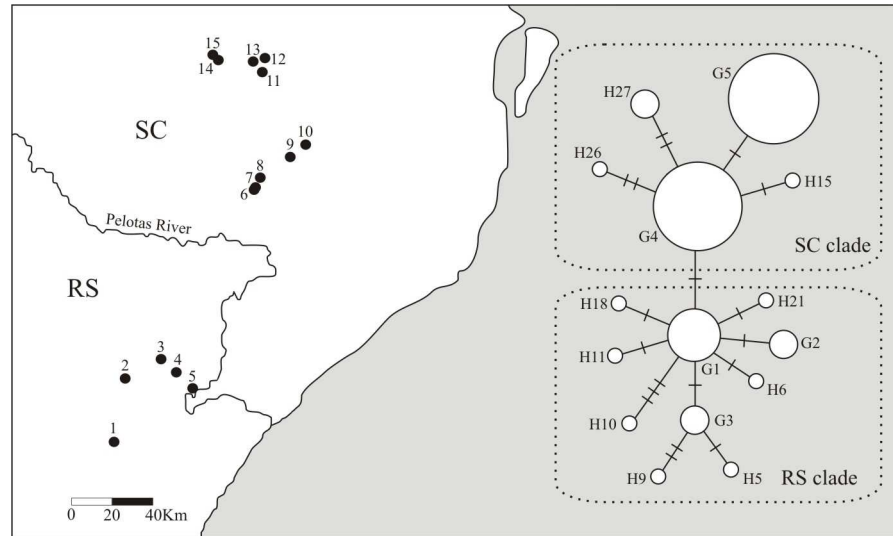 15
13
12
14
11
SC
10
9
8
7
6
Pelotas River
RS
3
4
2
5
1
0 20 40Km
G5
H27
H26
H15
G4
SC clade
H18
H21
G2
H11
G1
H6
G3
H10
H9
H5
RS clade